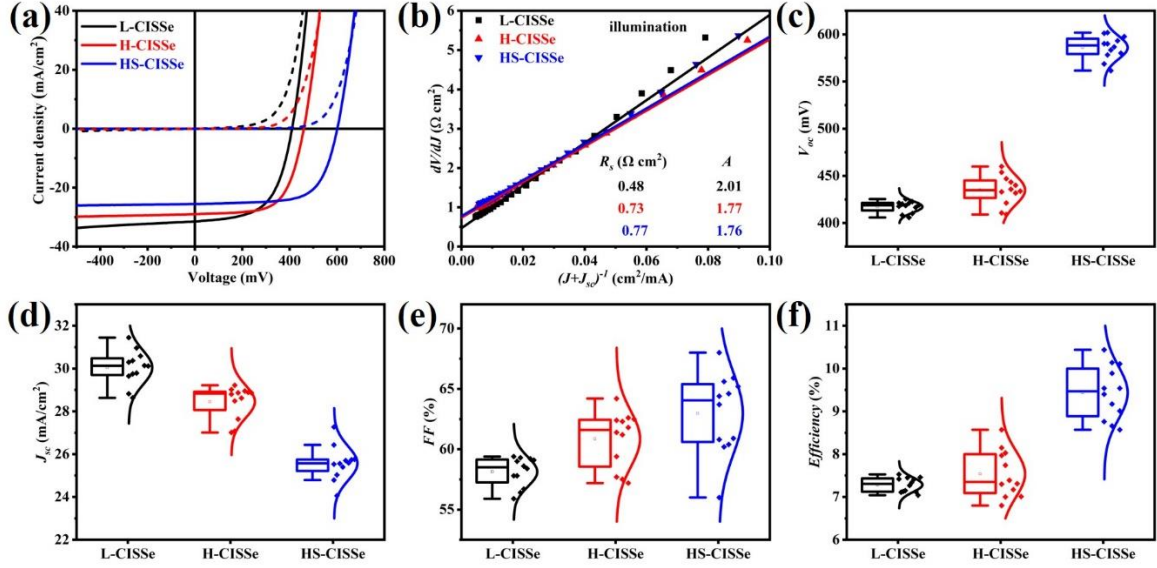 (a)
40
20
0
-20
-40
-400
-200
0
200
400
600
800
Current density (mA/cm²)
Voltage (mV)
L-CISSe
H-CISSe
HS-CISSe
(b)
6
5
4
3
2
1
0
0.00
0.02
0.04
0.06
0.08
0.10
dV/dJ (Ω cm²)
(J+Jsc)⁻¹ (cm²/mA)
L-CISSe
H-CISSe
HS-CISSe
illumination
Rs (Ω cm²) A
0.48 2.01
0.73 1.77
0.77 1.76
(c)
600
500
450
400
Voc (mV)
L-CISSe
H-CISSe
HS-CISSe
(d)
32
30
28
26
24
22
Jsc (mA/cm²)
L-CISSe
H-CISSe
HS-CISSe
(e)
70
65
60
55
FF (%)
L-CISSe
H-CISSe
HS-CISSe
(f)
11
10
9
8
7
6
Efficiency (%)
L-CISSe
H-CISSe
HS-CISSe